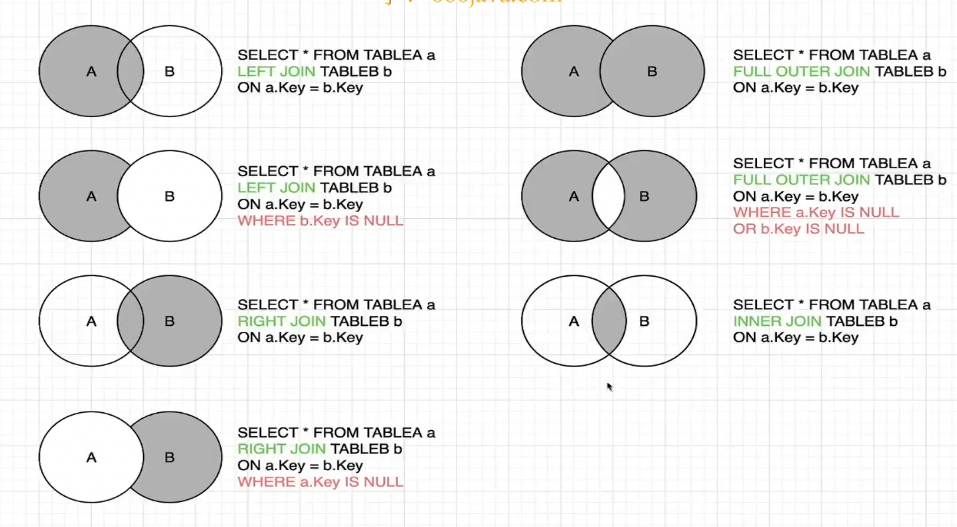 A
B
SELECT * FROM TABLEA a
LEFT JOIN TABLEB b
ON a.Key = b.Key
A
B
SELECT * FROM TABLEA a
LEFT JOIN TABLEB b
ON a.Key = b.Key
WHERE b.Key IS NULL
A
B
SELECT * FROM TABLEA a
RIGHT JOIN TABLEB b
ON a.Key = b.Key
A
B
SELECT * FROM TABLEA a
RIGHT JOIN TABLEB b
ON a.Key = b.Key
WHERE a.Key IS NULL
A
B
SELECT * FROM TABLEA a
FULL OUTER JOIN TABLEB b
ON a.Key = b.Key
A
B
SELECT * FROM TABLEA a
FULL OUTER JOIN TABLEB b
ON a.Key = b.Key
WHERE a.Key IS NULL
OR b.Key IS NULL
A
B
SELECT * FROM TABLEA a
INNER JOIN TABLEB b
ON a.Key = b.Key